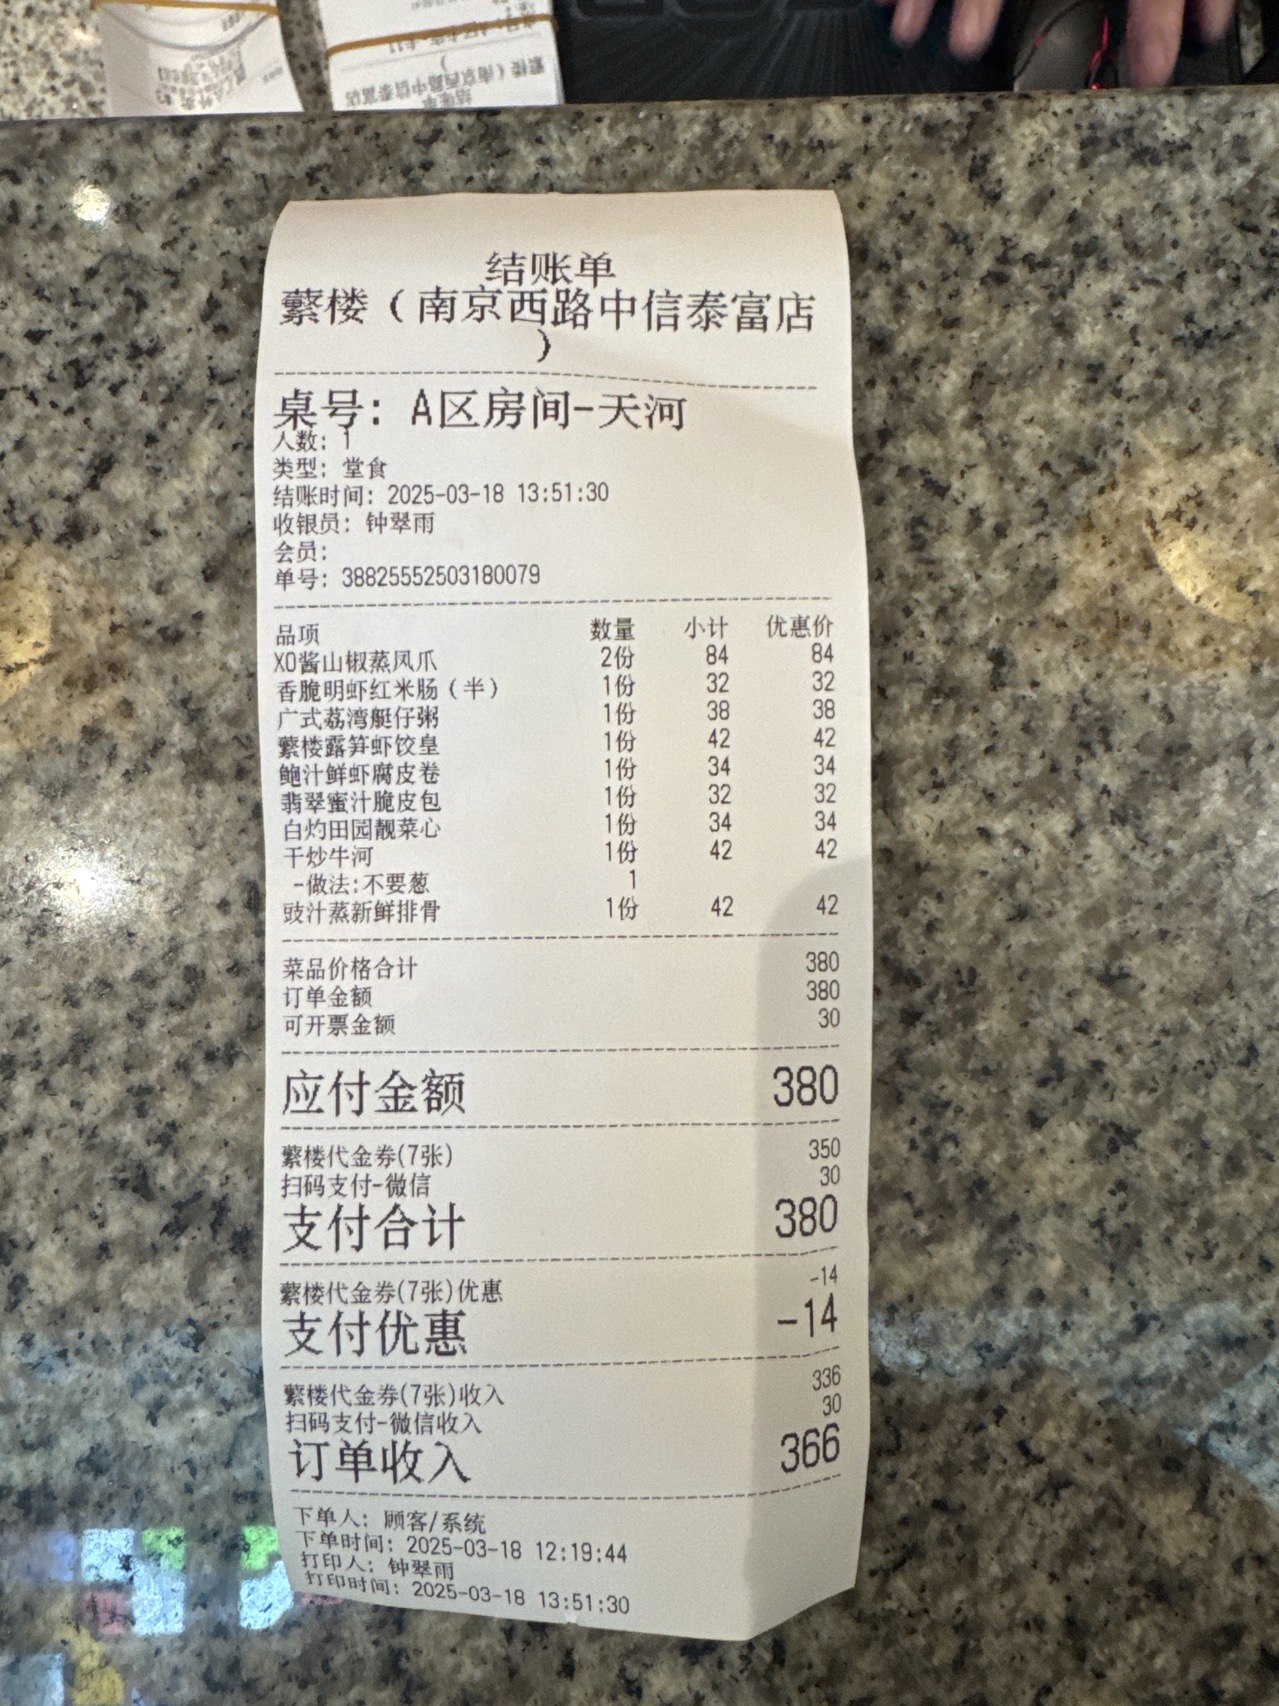 结账单
蘩楼（南京西路中信泰富店
）
桌号: A区房间-天河
人数: 1
类型: 堂食
结账时间: 2025-03-18 13:51:30
收银员: 钟翠雨
会员:
单号: 38825552503180079
品项 数量 小计 优惠价
XO酱山椒蒸凤爪 2份 84 84
香脆明虾红米肠（半） 1份 32 32
广式荔湾艇仔粥 1份 38 38
蘩楼露笋虾饺皇 1份 42 42
鲍汁鲜虾腐皮卷 1份 34 34
翡翠蜜汁脆皮包 1份 32 32
白灼田园靓菜心 1份 34 34
干炒牛河 1份 42 42
-做法:不要葱 1
豉汁蒸新鲜排骨 1份 42 42
菜品价格合计 380
订单金额 380
可开票金额 30
应付金额 380
蘩楼代金券(7张) 350
扫码支付-微信 30
支付合计 380
蘩楼代金券(7张)优惠 -14
支付优惠 -14
蘩楼代金券(7张)收入 336
扫码支付-微信收入 30
订单收入 366
下单人: 顾客/系统
下单时间: 2025-03-18 12:19:44
打印人: 钟翠雨
打印时间: 2025-03-18 13:51:30
结账单
蘩楼（南京西路中信泰富店
）